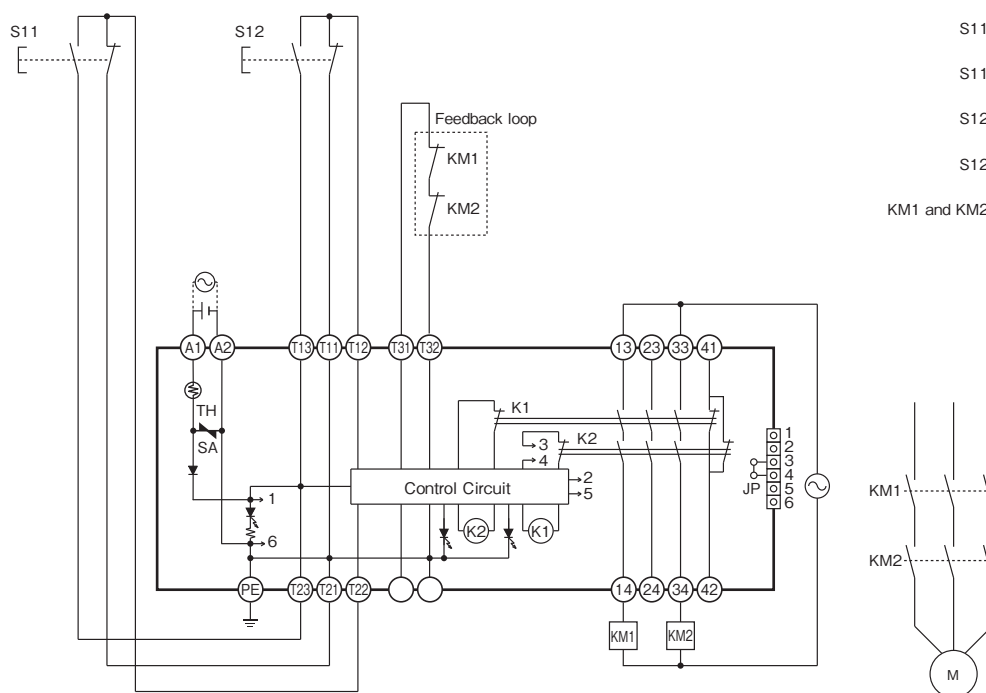 S11
S12
S11
S11
S12
S12
KM1 and KM2
Feedback loop
KM1
KM2
A1 A2 T13 T11 T12 T31 T32 13 23 33 41
TH
SA
K1
K2
3
4
1
2
3
4
5
6
JP
Control Circuit
2
5
1
6
K2
K1
PE T23 T21 T22 14 24 34 42
KM1
KM2
KM1
KM2
M